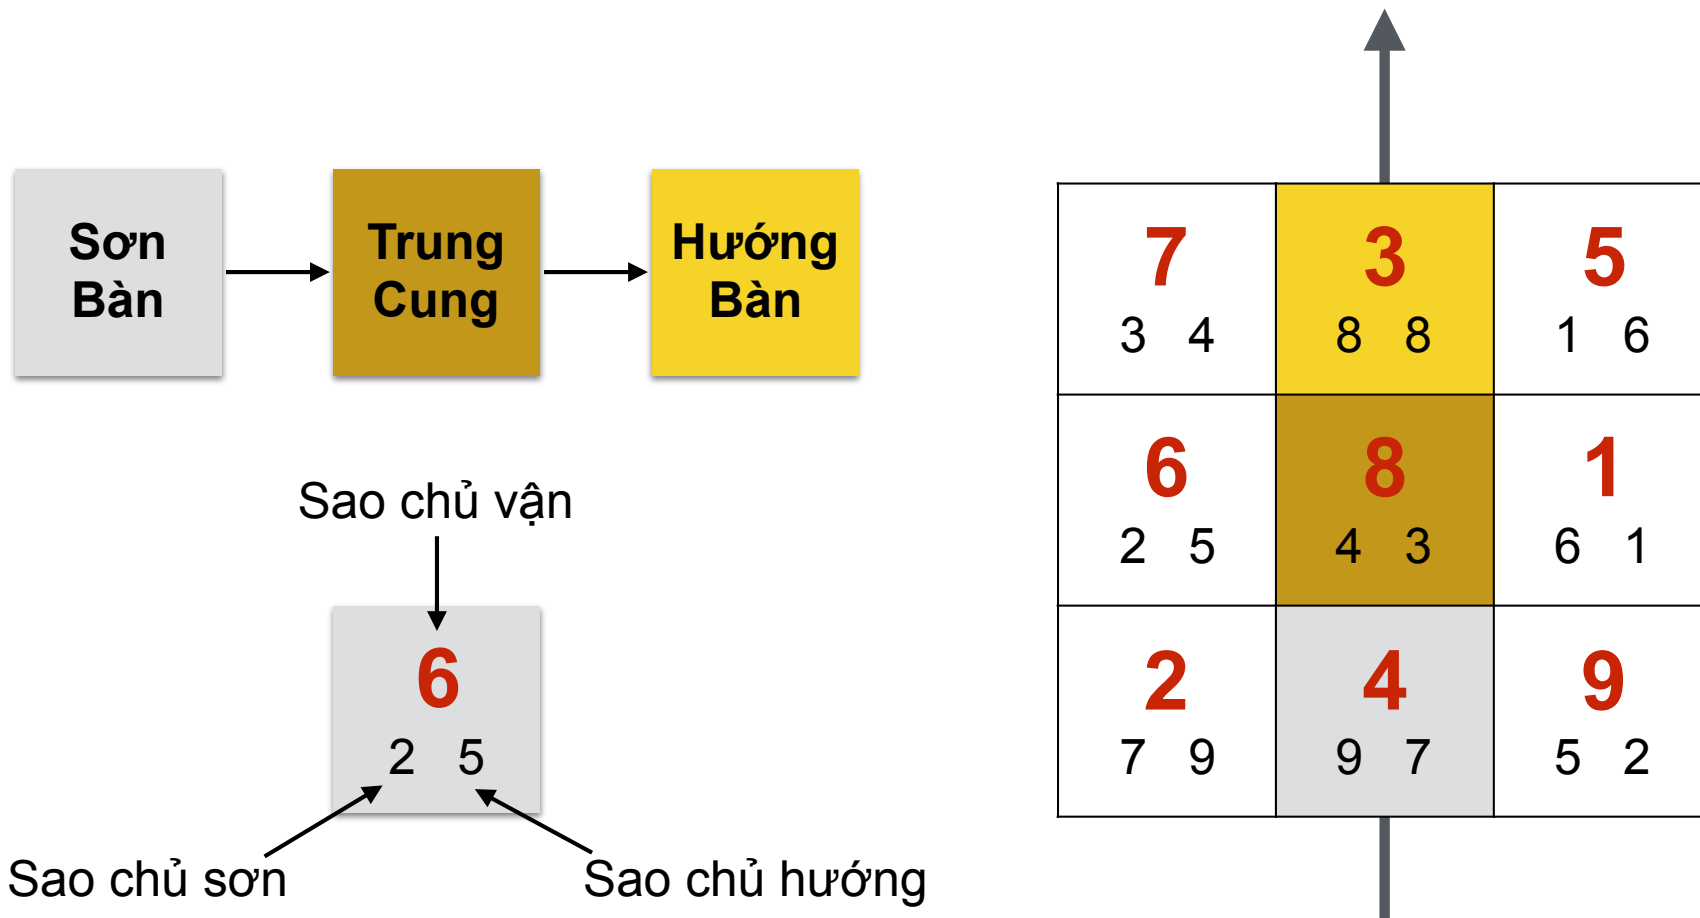 Sơn
Bàn
Trung
Cung
Hướng
Bàn
Sao chủ vận
6
2 5
Sao chủ sơn
Sao chủ hướng
7 3 5
3 4 8 8 1 6
6 8 1
2 5 4 3 6 1
2 4 9
7 9 9 7 5 2